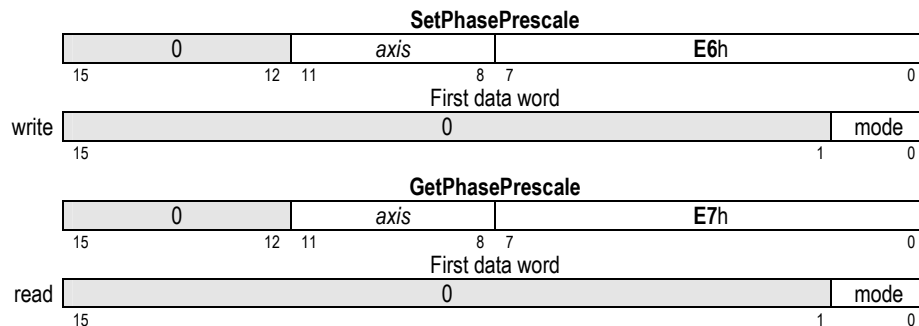 SetPhasePrescale
0 axis E6h
15 12 11 8 7 0
First data word
write 0 mode
15 1 0
GetPhasePrescale
0 axis E7h
15 12 11 8 7 0
First data word
read 0 mode
15 1 0